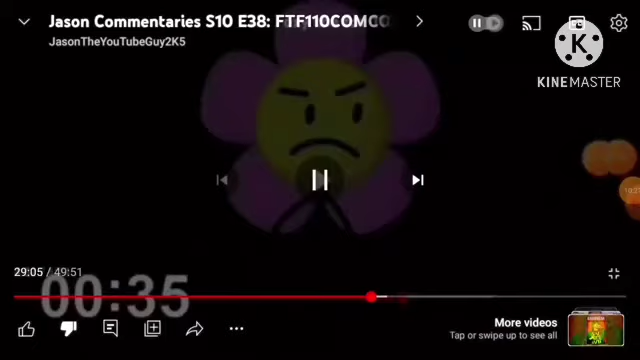 Jason Commentaries S10 E38: FTF110COMCO
JasonTheYouTubeGuy2K5
K
KINEMASTER
29:05 / 49:51
00:35
More videos
Tap or swipe up to see all